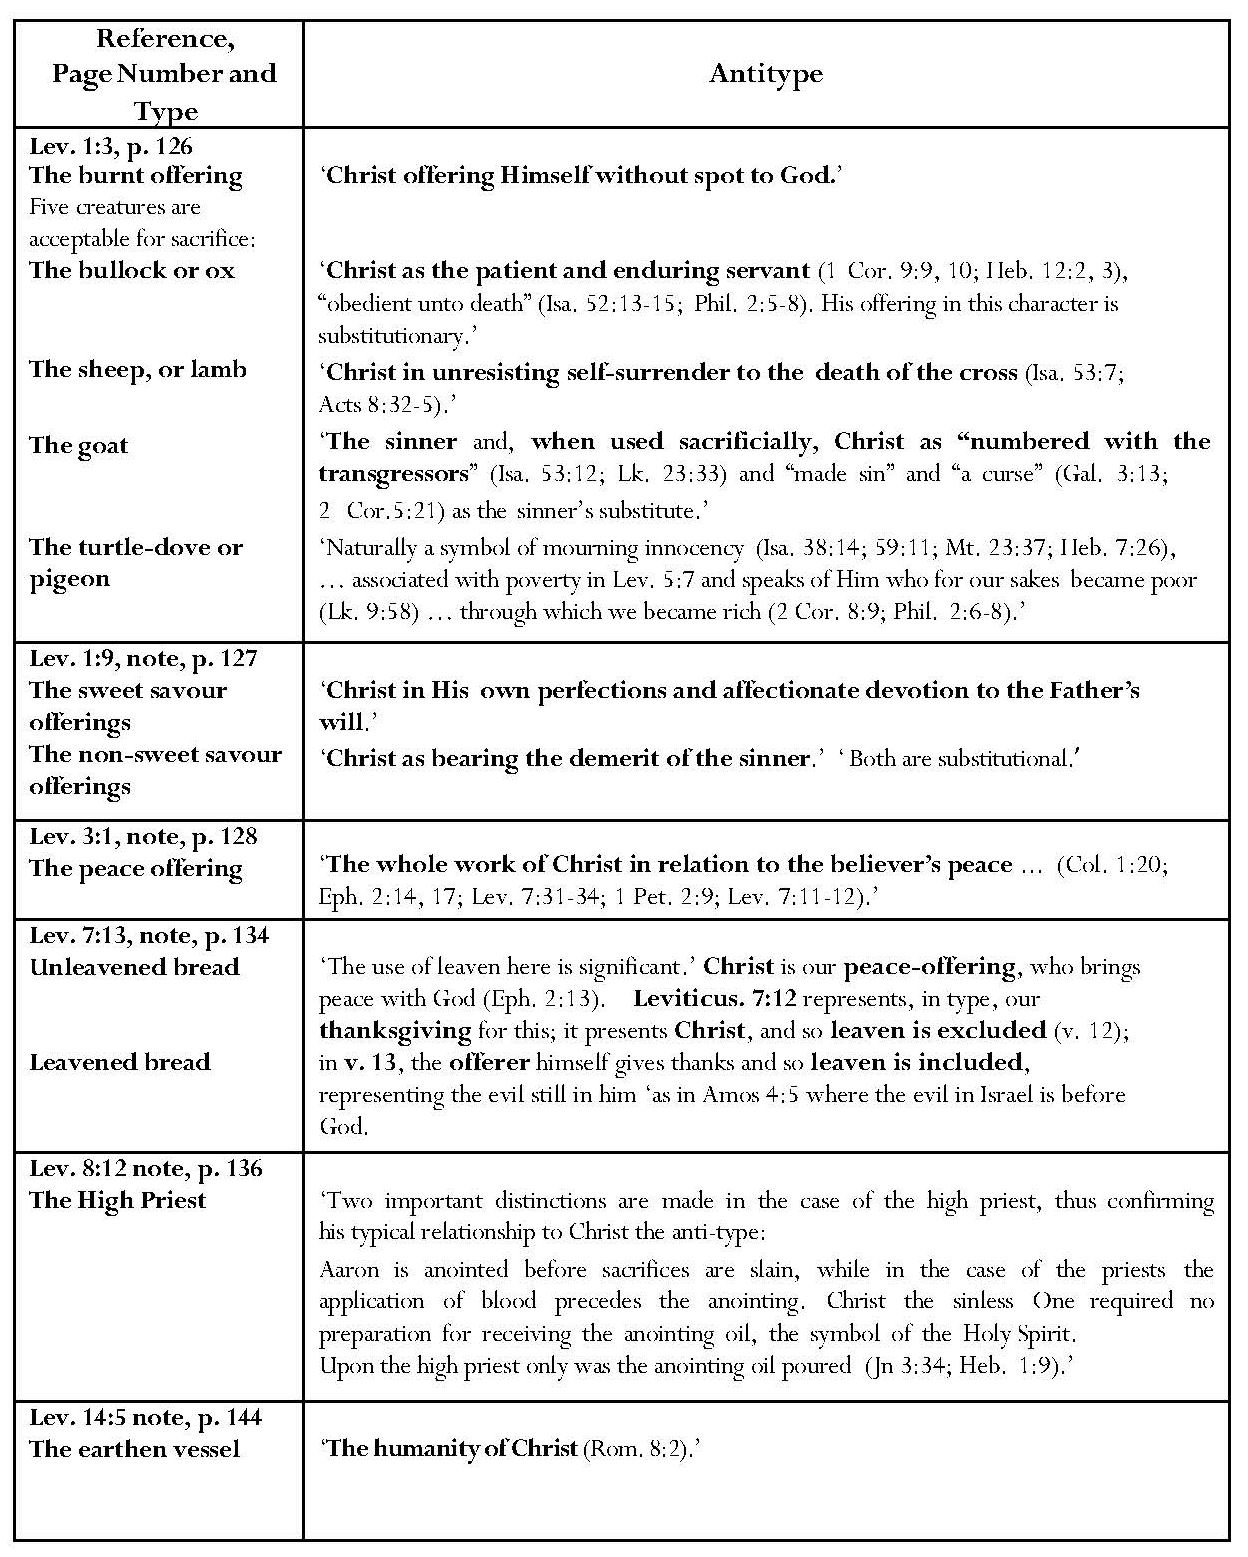 Reference,
Page Number and
Type
Antitype
Lev. 1:3, p. 126
The burnt offering
‘Christ offering Himself without spot to God.’
Five creatures are
acceptable for sacrifice:
The bullock or ox
‘Christ as the patient and enduring servant (1 Cor. 9:9, 10; Heb. 12:2, 3),
“obedient unto death” (Isa. 52:13-15; Phil. 2:5-8). His offering in this character is
substitutionary.’
The sheep, or lamb
‘Christ in unresisting self-surrender to the death of the cross (Isa. 53:7;
Acts 8:32-5).’
The goat
‘The sinner and, when used sacrificially, Christ as “numbered with the
transgressors” (Isa. 53:12; Lk. 23:33) and “made sin” and “a curse” (Gal. 3:13;
2 Cor.5:21) as the sinner’s substitute.’
The turtle-dove or
pigeon
‘Naturally a symbol of mourning innocency (Isa. 38:14; 59:11; Mt. 23:37; Heb. 7:26),
… associated with poverty in Lev. 5:7 and speaks of Him who for our sakes became poor
(Lk. 9:58) … through which we became rich (2 Cor. 8:9; Phil. 2:6-8).’
Lev. 1:9, note, p. 127
The sweet savour
offerings
‘Christ in His own perfections and affectionate devotion to the Father’s
will.’
The non-sweet savour
offerings
‘Christ as bearing the demerit of the sinner.’ ‘ Both are substitutional.’
Lev. 3:1, note, p. 128
The peace offering
‘The whole work of Christ in relation to the believer’s peace … (Col. 1:20;
Eph. 2:14, 17; Lev. 7:31-34; 1 Pet. 2:9; Lev. 7:11-12).’
Lev. 7:13, note, p. 134
Unleavened bread
‘The use of leaven here is significant.’ Christ is our peace-offering, who brings
peace with God (Eph. 2:13). Leviticus. 7:12 represents, in type, our
thanksgiving for this; it presents Christ, and so leaven is excluded (v. 12);
Leavened bread
in v. 13, the offerer himself gives thanks and so leaven is included,
representing the evil still in him ‘as in Amos 4:5 where the evil in Israel is before
God.
Lev. 8:12 note, p. 136
The High Priest
‘Two important distinctions are made in the case of the high priest, thus confirming
his typical relationship to Christ the anti-type:
Aaron is anointed before sacrifices are slain, while in the case of the priests the
application of blood precedes the anointing. Christ the sinless One required no
preparation for receiving the anointing oil, the symbol of the Holy Spirit.
Upon the high priest only was the anointing oil poured (Jn 3:34; Heb. 1:9).’
Lev. 14:5 note, p. 144
The earthen vessel
‘The humanity of Christ (Rom. 8:2).’